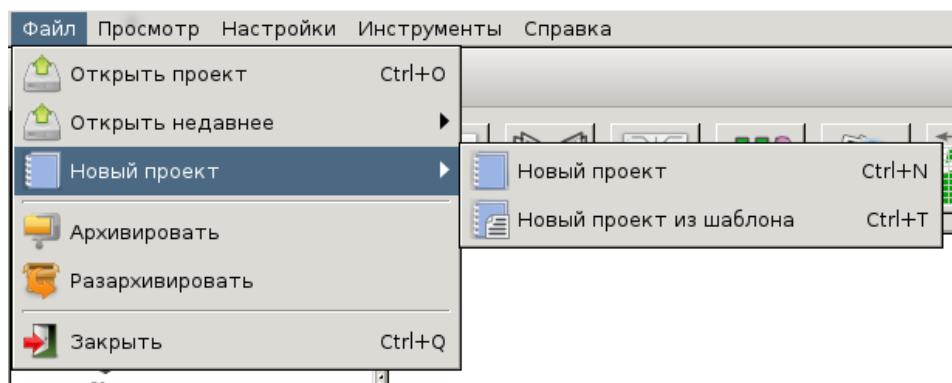 Файл Просмотр Настройки Инструменты Справка
Открыть проект Ctrl+O
Открыть недавнее
Новый проект
Новый проект Ctrl+N
Новый проект из шаблона Ctrl+T
Архивировать
Разархивировать
Закрыть Ctrl+Q